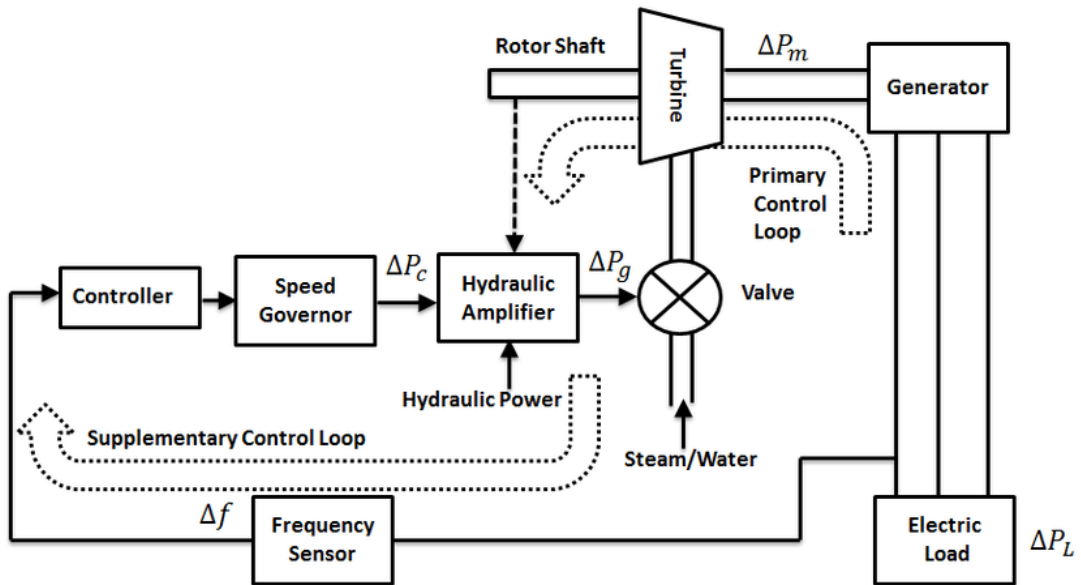 Rotor Shaft
Turbine
ΔP_m
Generator
Primary
Control
Loop
Controller
Speed
Governor
ΔP_c
Hydraulic
Amplifier
ΔP_g
Valve
Hydraulic Power
Supplementary Control Loop
Steam/Water
Δf
Frequency
Sensor
Electric
Load
ΔP_L